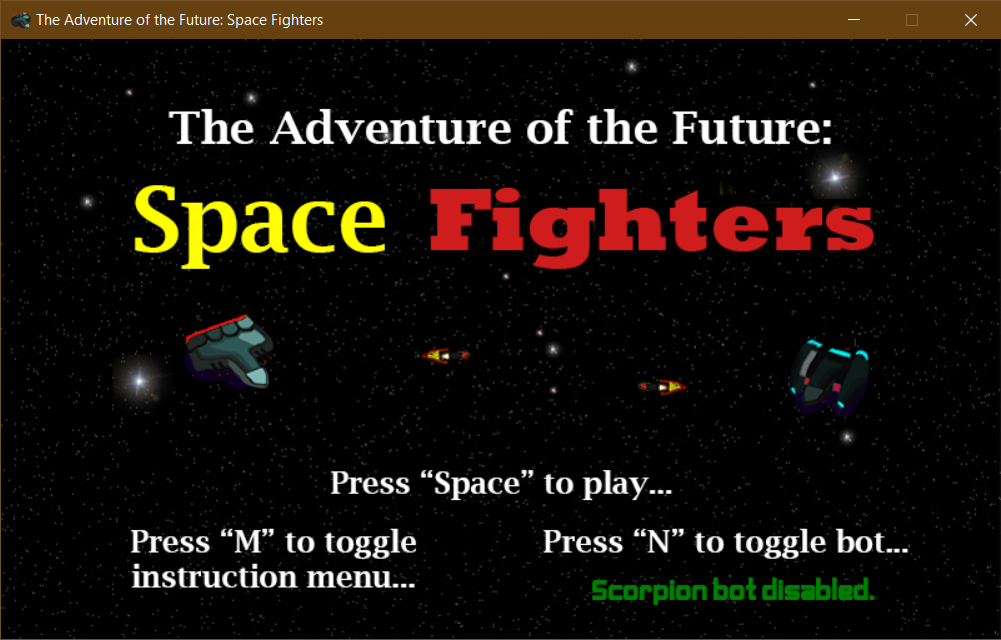 The Adventure of the Future: Space Fighters
The Adventure of the Future:
Space Fighters
Press “Space” to play...
Press “M” to toggle
instruction menu...
Press “N” to toggle bot...
Scorpion bot disabled.